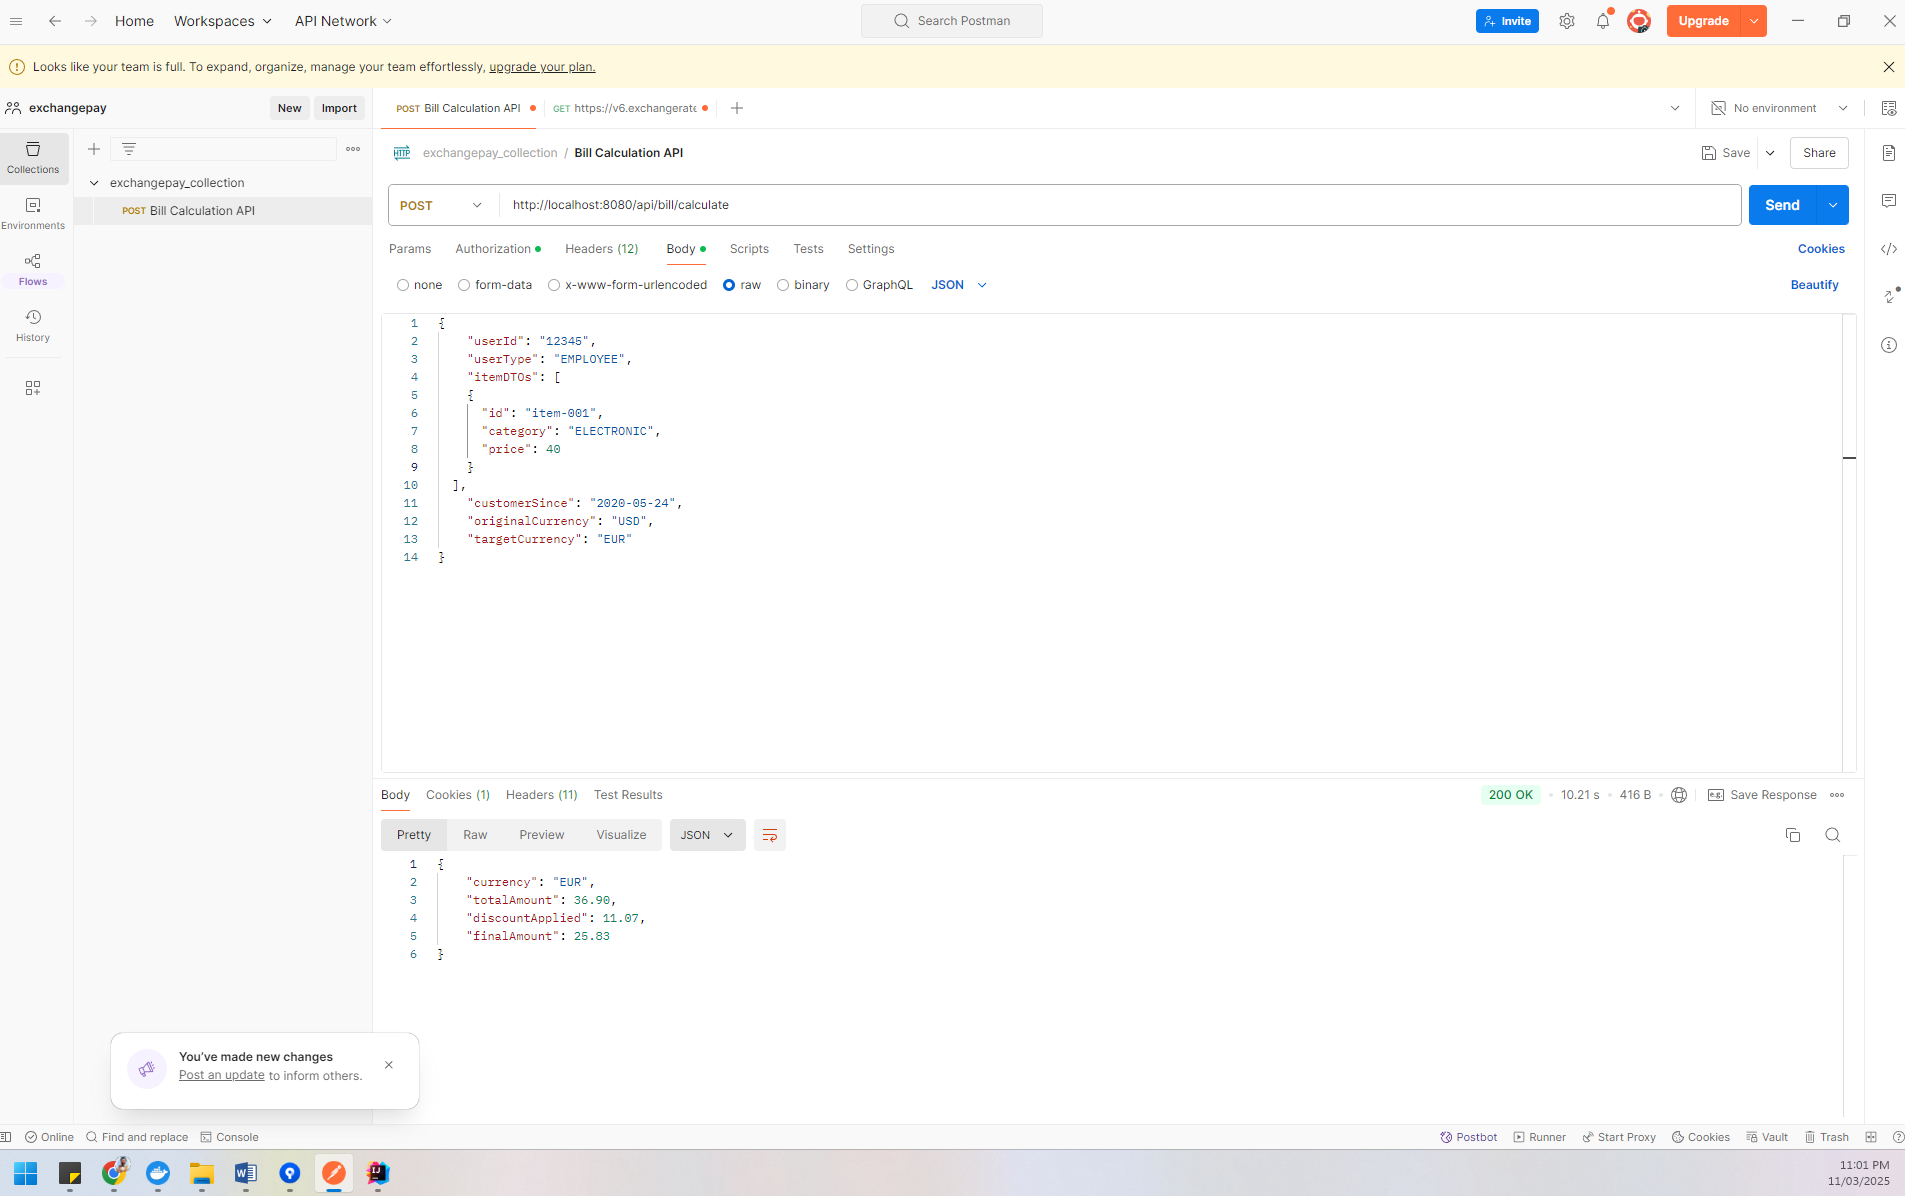 Home Workspaces API Network Search Postman Invite Upgrade
Looks like your team is full. To expand, organize, manage your team effortlessly, upgrade your plan.
exchangepay New Import POST Bill Calculation API GET https://v6.exchangerate No environment
Collections
exchangepay_collection / Bill Calculation API Save Share
exchangepay_collection
POST Bill Calculation API
Environments
Flows
History
POST http://localhost:8080/api/bill/calculate Send
Params Authorization Headers (12) Body Scripts Tests Settings Cookies
none form-data x-www-form-urlencoded raw binary GraphQL JSON Beautify
1 {
2 "userId": "12345",
3 "userType": "EMPLOYEE",
4 "itemDTOs": [
5 {
6 "id": "item-001",
7 "category": "ELECTRONIC",
8 "price": 40
9 }
10 ],
11 "customerSince": "2020-05-24",
12 "originalCurrency": "USD",
13 "targetCurrency": "EUR"
14 }
Body Cookies (1) Headers (11) Test Results 200 OK 10.21 s 416 B Save Response
Pretty Raw Preview Visualize JSON
1 {
2 "currency": "EUR",
3 "totalAmount": 36.90,
4 "discountApplied": 11.07,
5 "finalAmount": 25.83
6 }
You've made new changes
Post an update to inform others.
Online Find and replace Console Postbot Runner Start Proxy Cookies Vault Trash
11:01 PM
11/03/2025